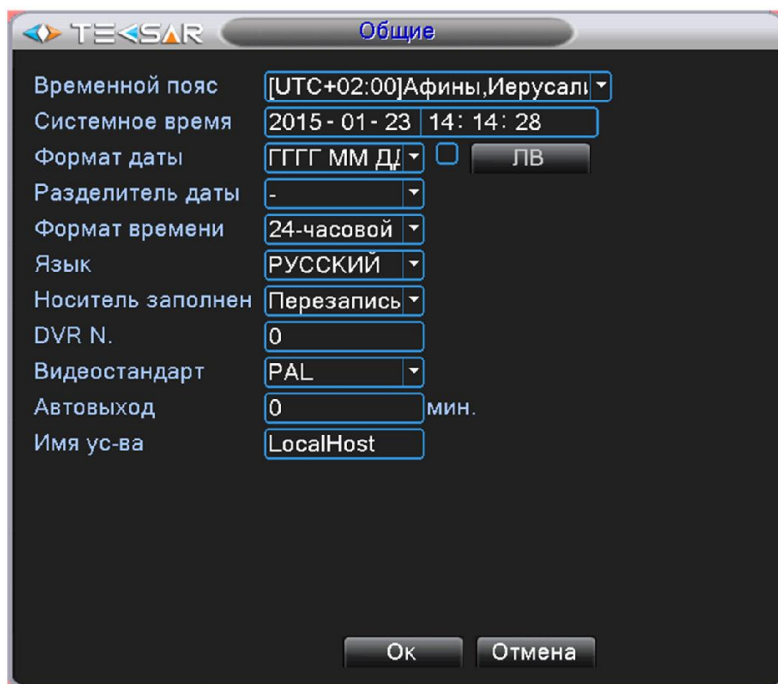 TECSAR
Общие
Временной пояс [UTC+02:00]Афины,Иерусали
Системное время 2015-01-23 14:14:28
Формат даты ГГГГ ММ ДД ЛВ
Разделитель даты -
Формат времени 24-часовой
Язык РУССКИЙ
Носитель заполнен Перезапись
DVR N. 0
Видеостандарт PAL
Автовыход 0 мин.
Имя ус-ва LocalHost
Ок Отмена